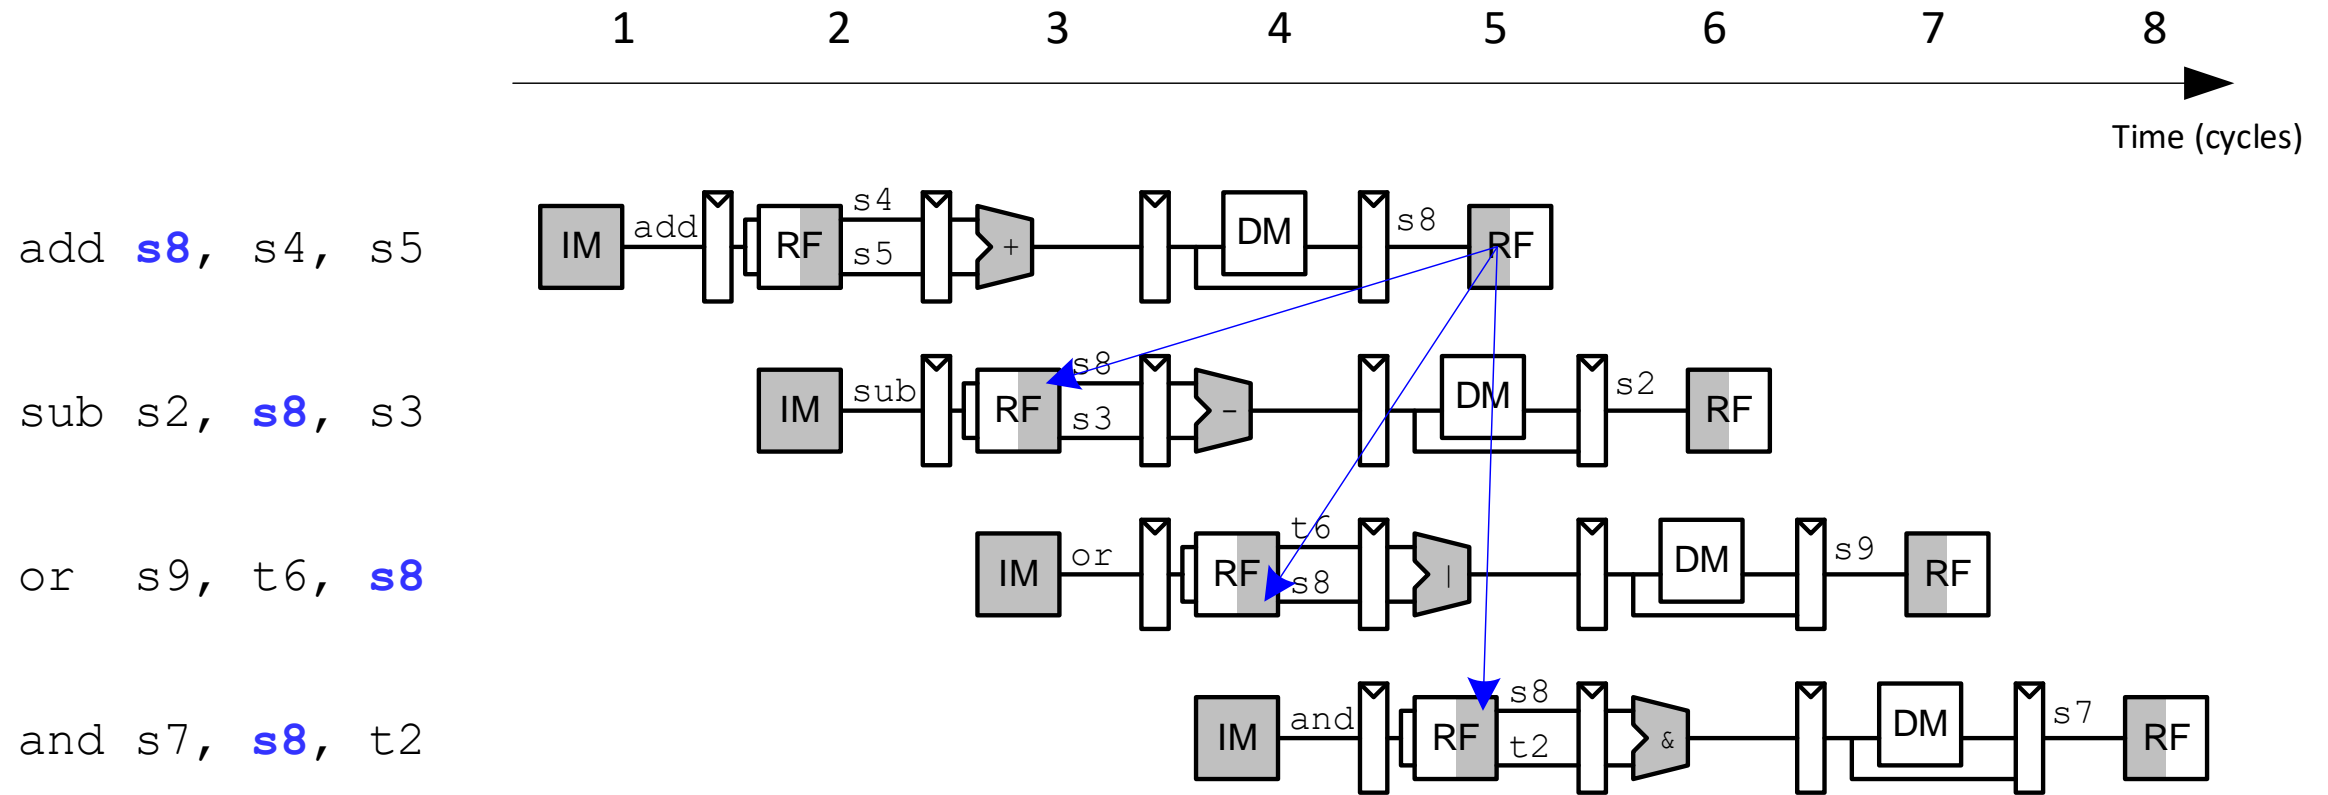 1 2 3 4 5 6 7 8
Time (cycles)
add s8, s4, s5
IM add RF s4 s5 + DM s8 RF
sub s2, s8, s3
IM sub RF s8 s3 - DM s2 RF
or s9, t6, s8
IM or RF t6 s8 | DM s9 RF
and s7, s8, t2
IM and RF s8 t2 & DM s7 RF